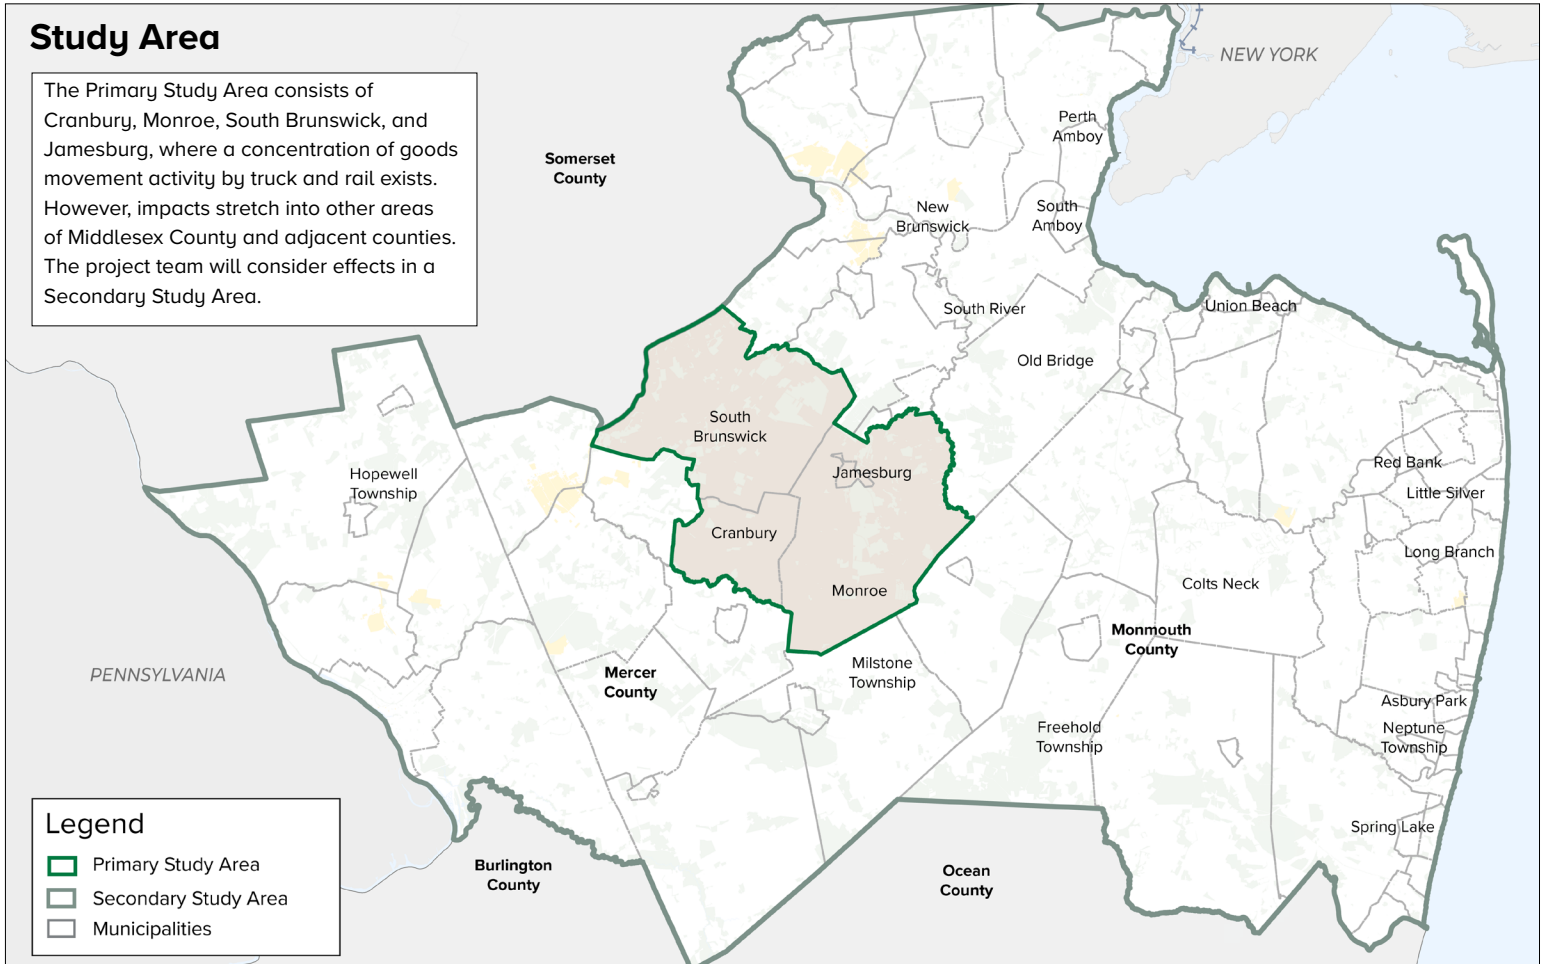 Study Area
The Primary Study Area consists of
Cranbury, Monroe, South Brunswick, and
Jamesburg, where a concentration of goods
movement activity by truck and rail exists.
However, impacts stretch into other areas
of Middlesex County and adjacent counties.
The project team will consider effects in a
Secondary Study Area.
NEW YORK
Perth
Amboy
Somerset
County
New
Brunswick
South
Amboy
South River
Union Beach
Old Bridge
South
Brunswick
Hopewell
Township
Jamesburg
Red Bank
Little Silver
Cranbury
Long Branch
Monroe
Colts Neck
Monmouth
County
PENNSYLVANIA
Mercer
County
Milstone
Township
Asbury Park
Freehold
Township
Neptune
Township
Spring Lake
Burlington
County
Ocean
County
Legend
Primary Study Area
Secondary Study Area
Municipalities